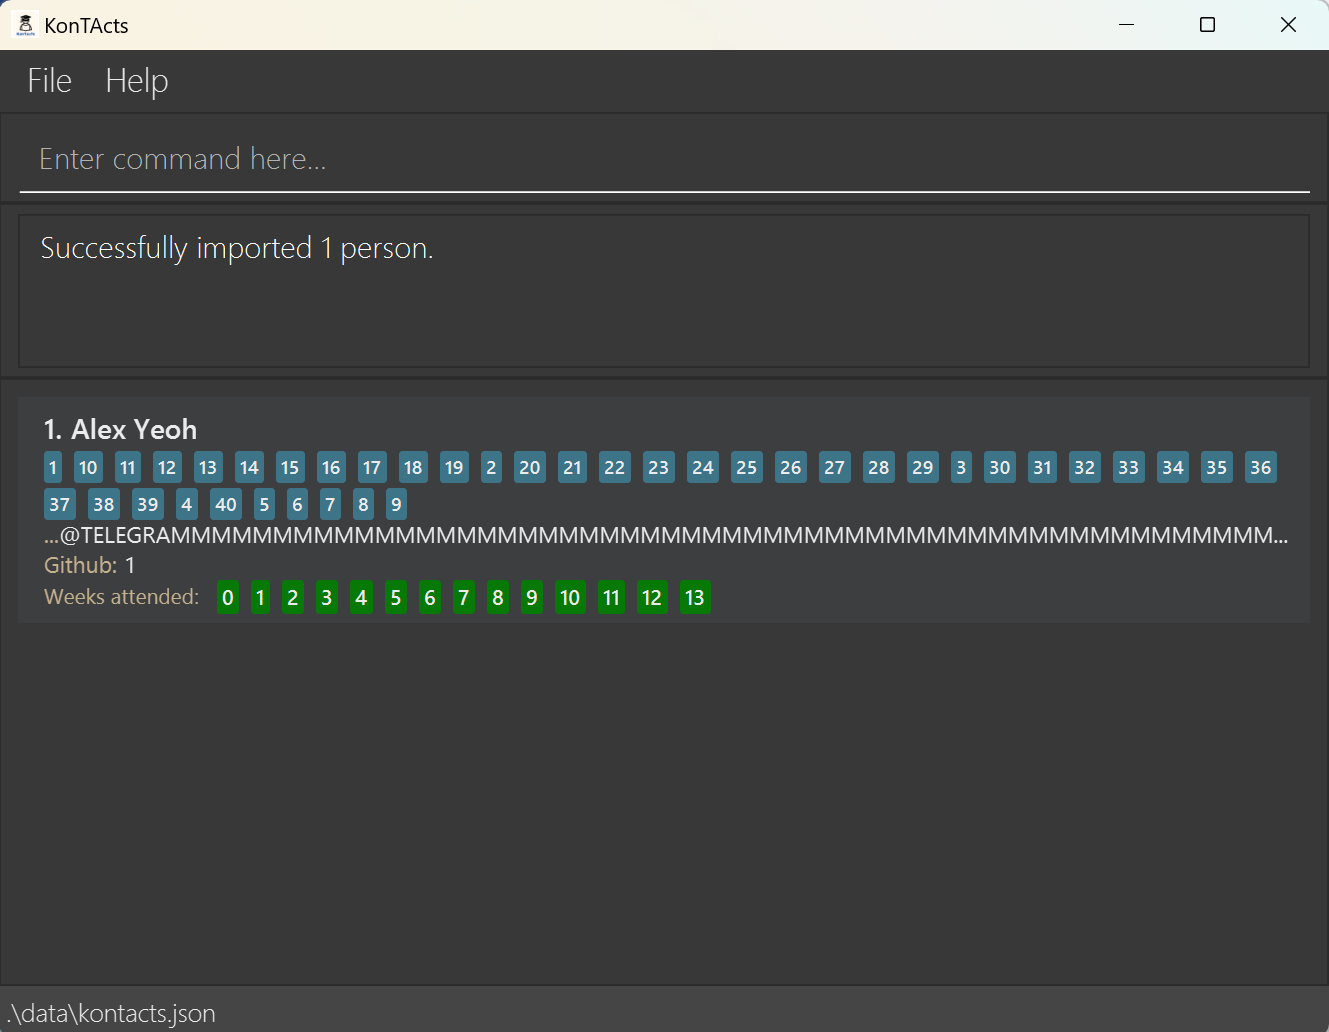 KonTActs
File Help
Enter command here...
Successfully imported 1 person.
1. Alex Yeoh
1 10 11 12 13 14 15 16 17 18 19 2 20 21 22 23 24 25 26 27 28 29 3 30 31 32 33 34 35 36
37 38 39 4 40 5 6 7 8 9
...@TELEGRAMMMMMMMMMMMMMMMMMMMMMMMMMMMMMMMMMMMMMMMMMMMMMMMMMMMMMM...
Github: 1
Weeks attended: 0 1 2 3 4 5 6 7 8 9 10 11 12 13
.\data\kontacts.json